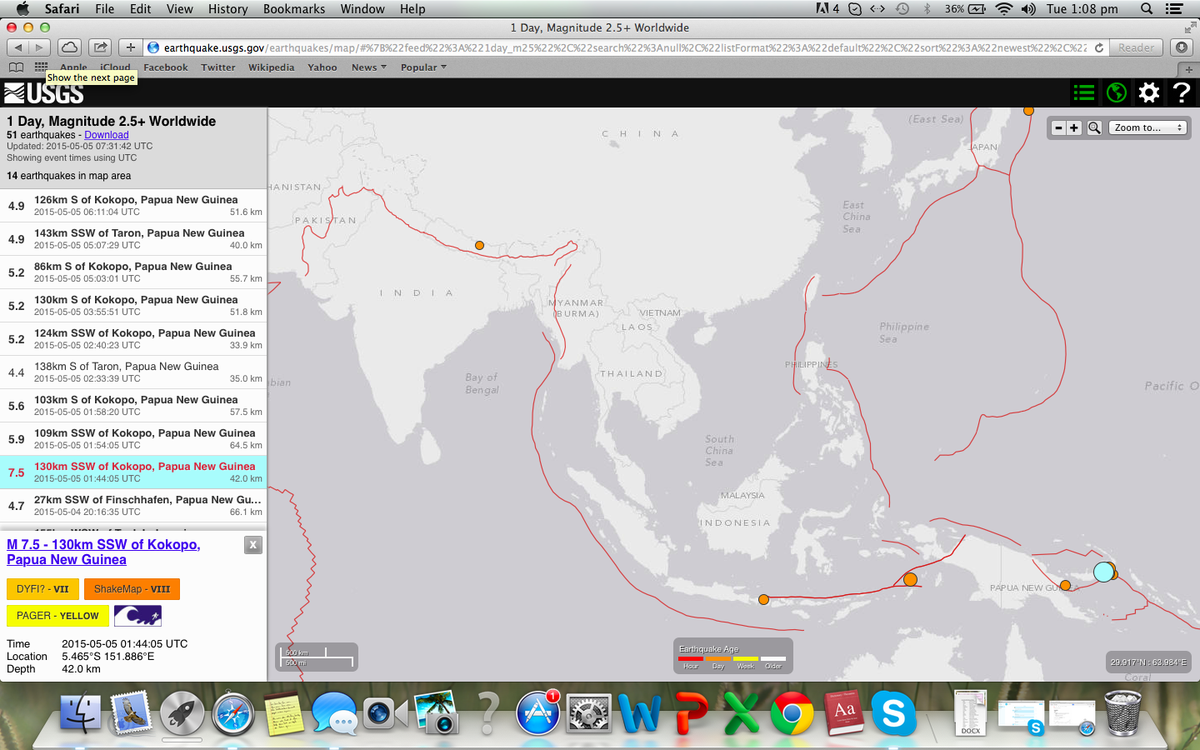 Safari File Edit View History Bookmarks Window Help
4 36% Tue 1:08 pm
1 Day, Magnitude 2.5+ Worldwide
earthquake.usgs.gov/earthquakes/map/#%7B%22feed%22%3A%221day_m25%22%2C%22search%22%3Anull%2C%22listFormat%22%3A%22default%22%2C%22sort%22%3A%22newest%22%2C%22 Reader
Apple iCloud Facebook Twitter Wikipedia Yahoo News Popular
Show the next page
USGS
?
1 Day, Magnitude 2.5+ Worldwide
51 earthquakes - Download
Updated: 2015-05-05 07:31:42 UTC
Showing event times using UTC
14 earthquakes in map area
4.9 126km S of Kokopo, Papua New Guinea
2015-05-05 06:11:04 UTC 51.6 km
4.9 143km SSW of Taron, Papua New Guinea
2015-05-05 05:07:29 UTC 40.0 km
5.2 86km S of Kokopo, Papua New Guinea
2015-05-05 05:03:01 UTC 55.7 km
5.2 130km S of Kokopo, Papua New Guinea
2015-05-05 03:55:51 UTC 51.8 km
5.2 124km SSW of Kokopo, Papua New Guinea
2015-05-05 02:40:23 UTC 33.9 km
4.4 138km S of Taron, Papua New Guinea
2015-05-05 02:33:39 UTC 35.0 km
5.6 103km S of Kokopo, Papua New Guinea
2015-05-05 01:58:20 UTC 57.5 km
5.9 109km SSW of Kokopo, Papua New Guinea
2015-05-05 01:54:05 UTC 64.5 km
7.5 130km SSW of Kokopo, Papua New Guinea
2015-05-05 01:44:05 UTC 42.0 km
4.7 27km SSW of Finschhafen, Papua New Gu...
2015-05-04 20:16:35 UTC 66.1 km
M 7.5 - 130km SSW of Kokopo,
Papua New Guinea
X
DYFI? - VII ShakeMap - VIII
PAGER - YELLOW
Time 2015-05-05 01:44:05 UTC
Location 5.465°S 151.886°E
Depth 42.0 km
Zoom to...
(East Sea)
CHINA
JAPAN
HANISTAN
PAKISTAN
East
China
Sea
INDIA
MYANMAR
(BURMA)
VIETNAM
LAOS
Philippine
Sea
PHILIPPINES
THAILAND
bian
Bay of
Bengal
Pacific O
South
China
Sea
MALAYSIA
INDONESIA
PAPUA NEW GUINEA
500 km
500 mi
Earthquake Age
Hour Day Week Older
29.917°N : 63.984°E
Coral
1
?
W P X Aa S
DOCX